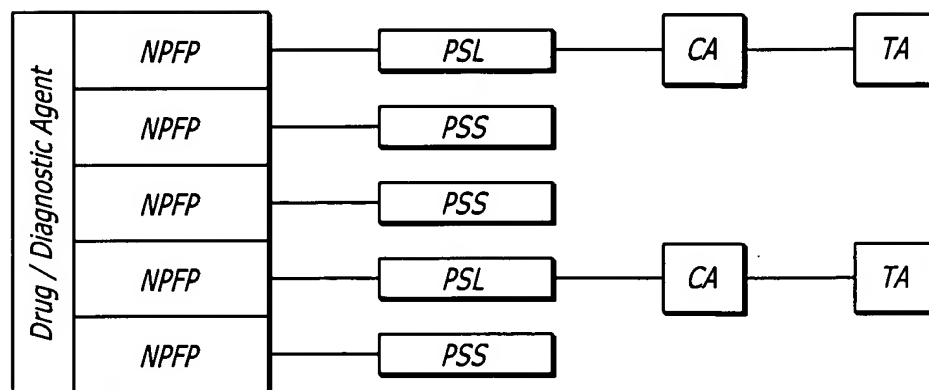 Drug / Diagnostic Agent
NPFP PSL CA TA
NPFP PSS
NPFP PSS
NPFP PSL CA TA
NPFP PSS